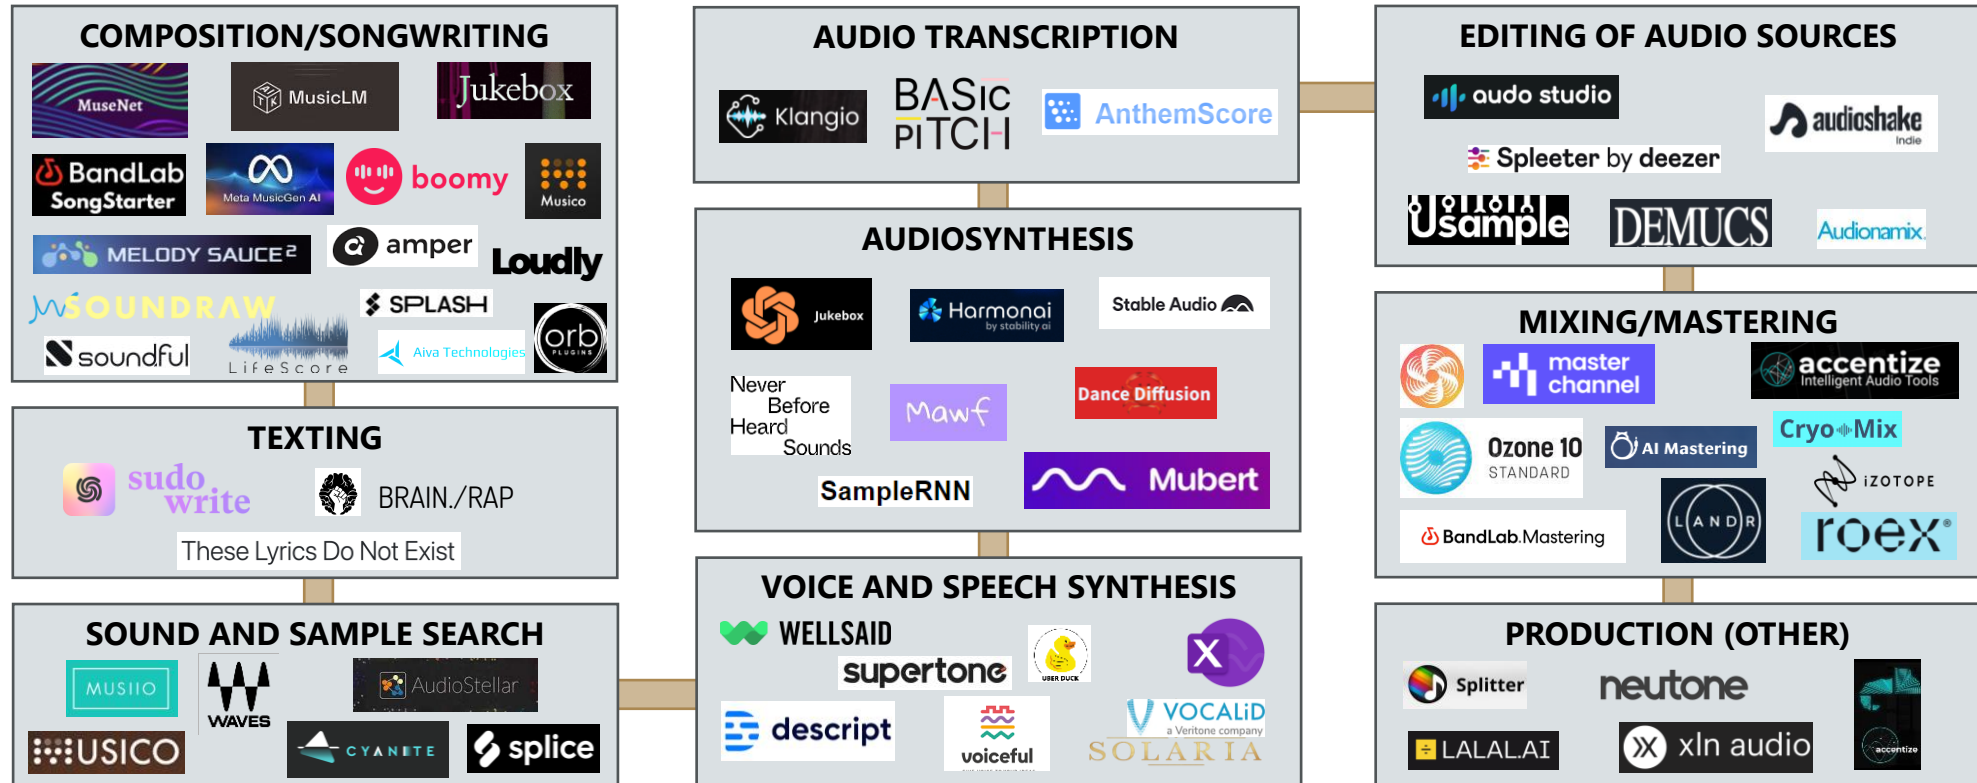 COMPOSITION/SONGWRITING
MuseNet
MusicLM
Jukebox
BandLab
SongStarter
Meta MusicGen AI
boomy
Musico
MELODY SAUCE²
amper
Loudly
SOUNDRAW
SPLASH
soundful
LiFeScore
Aiva Technologies
orb
PLUGINS
TEXTING
sudo
write
BRAIN./RAP
These Lyrics Do Not Exist
SOUND AND SAMPLE SEARCH
MUSIIO
WAVES
AudioStellar
USICO
CYANITE
splice
AUDIO TRANSCRIPTION
Klangio
BASIC
PITCH
AnthemScore
AUDIOSYNTHESIS
Jukebox
Harmonai
by stability ai
Stable Audio
Never
Before
Heard
Sounds
Mawf
Dance Diffusion
SampleRNN
Mubert
VOICE AND SPEECH SYNTHESIS
WELLSAID
supertone
UBER DUCK
X
descript
voiceful
VOCALiD
a Veritone company
SOLARIA
EDITING OF AUDIO SOURCES
audo studio
audioshake
Indie
Spleeter by deezer
Usample
DEMUCS
Audionamix.
MIXING/MASTERING
master
channel
accentize
Intelligent Audio Tools
Ozone 10
STANDARD
AI Mastering
Cryo Mix
iZOTOPE
BandLab.Mastering
LANDR
roex®
PRODUCTION (OTHER)
Splitter
neutone
accentize
LALAL.AI
xln audio